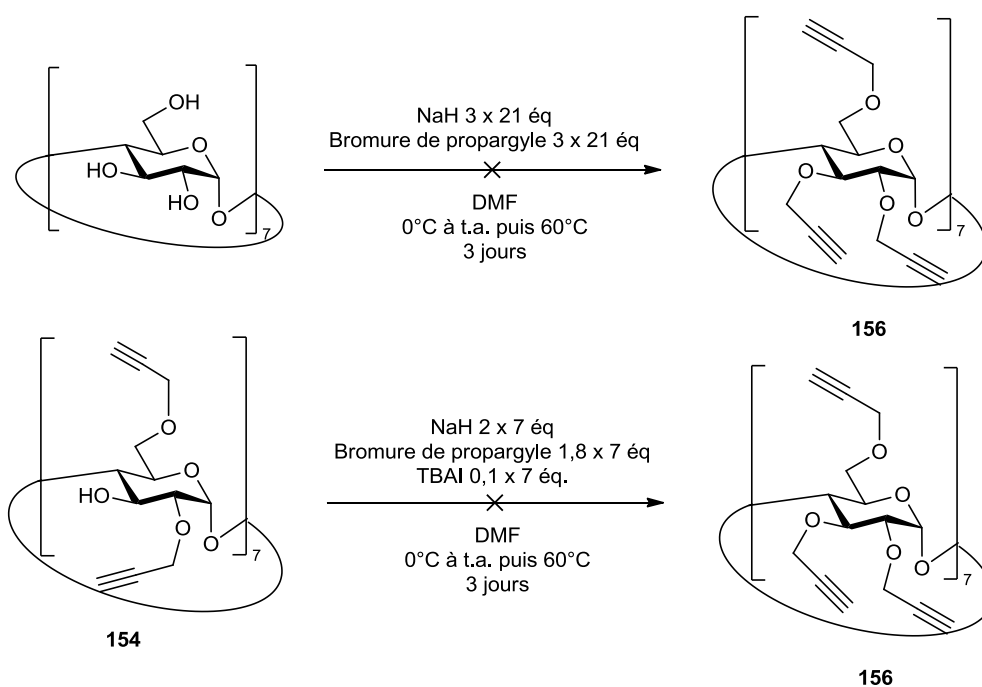 OH
O
HO
HO
O
7
NaH 3 x 21 éq
Bromure de propargyle 3 x 21 éq
DMF
0°C à t.a. puis 60°C
3 jours
O
O
O
O
O
7
156
O
O
HO
O
O
7
154
NaH 2 x 7 éq
Bromure de propargyle 1,8 x 7 éq
TBAI 0,1 x 7 éq.
DMF
0°C à t.a. puis 60°C
3 jours
O
O
O
O
O
7
156